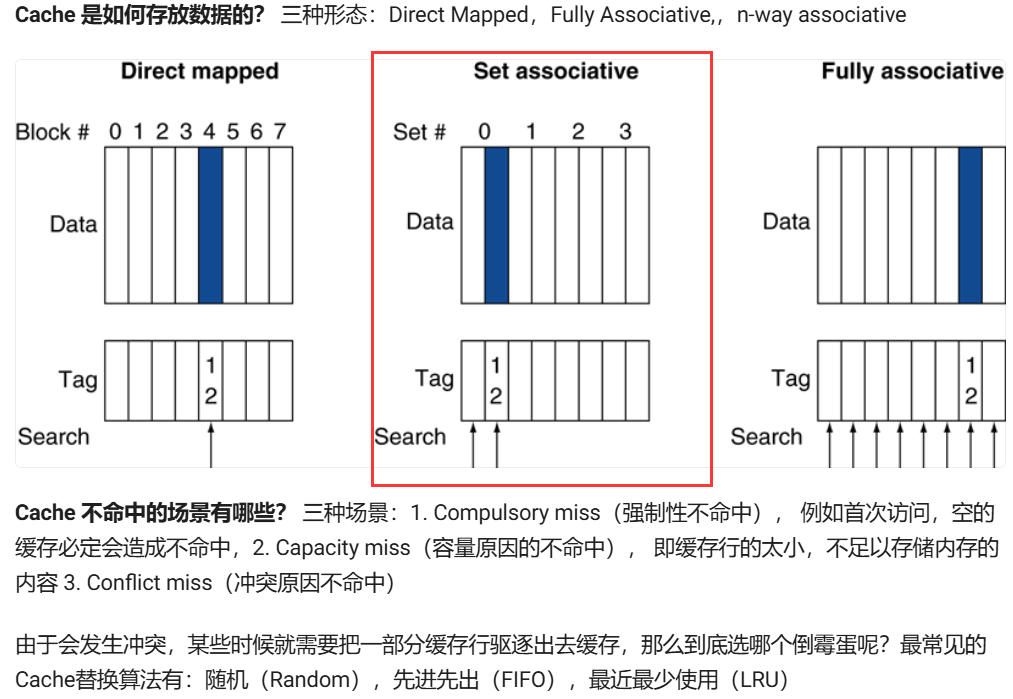 Cache 是如何存放数据的？ 三种形态：Direct Mapped，Fully Associative,，n-way associative
Direct mapped
Set associative
Fully associative
Block # 0 1 2 3 4 5 6 7
Set # 0 1 2 3
Data
Data
Data
Tag
1
2
Tag
1
2
Tag
1
2
Search
Search
Search
Cache 不命中的场景有哪些？ 三种场景：1. Compulsory miss（强制性不命中）， 例如首次访问，空的
缓存必定会造成不命中，2. Capacity miss（容量原因的不命中）， 即缓存行的太小，不足以存储内存的
内容 3. Conflict miss（冲突原因不命中）
由于会发生冲突，某些时候就需要把一部分缓存行驱逐出去缓存，那么到底选哪个倒霉蛋呢？最常见的
Cache替换算法有：随机（Random），先进先出（FIFO），最近最少使用（LRU）